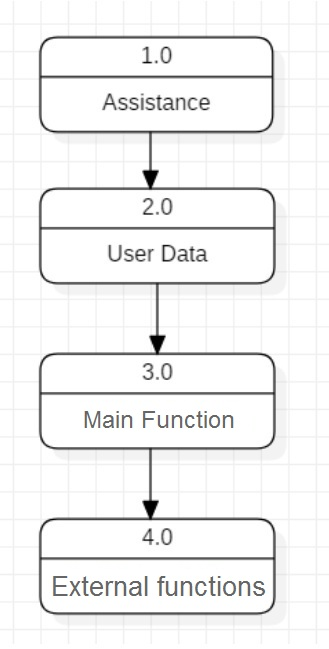 1.0
Assistance
2.0
User Data
3.0
Main Function
4.0
External functions